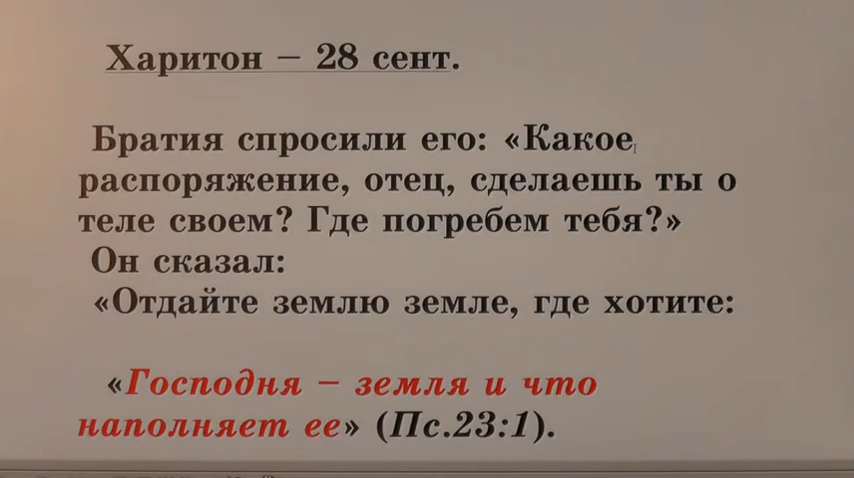 Харитон – 28 сент.
Братия спросили его: «Какое
распоряжение, отец, сделаешь ты о
теле своем? Где погребем тебя?»
Он сказал:
«Отдайте землю земле, где хотите:
«Господня – земля и что
наполняет ее» (Пс.23:1).